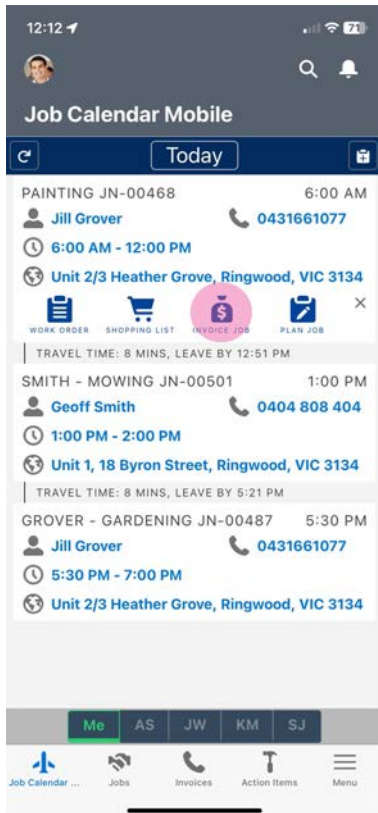 12:12
71
Job Calendar Mobile
Today
PAINTING JN-00468 6:00 AM
Jill Grover 0431661077
6:00 AM - 12:00 PM
Unit 2/3 Heather Grove, Ringwood, VIC 3134
WORK ORDER SHOPPING LIST INVOICE JOB PLAN JOB
TRAVEL TIME: 8 MINS, LEAVE BY 12:51 PM
SMITH - MOWING JN-00501 1:00 PM
Geoff Smith 0404 808 404
1:00 PM - 2:00 PM
Unit 1, 18 Byron Street, Ringwood, VIC 3134
TRAVEL TIME: 8 MINS, LEAVE BY 5:21 PM
GROVER - GARDENING JN-00487 5:30 PM
Jill Grover 0431661077
5:30 PM - 7:00 PM
Unit 2/3 Heather Grove, Ringwood, VIC 3134
Me AS JW KM SJ
Job Calendar ... Jobs Invoices Action Items Menu